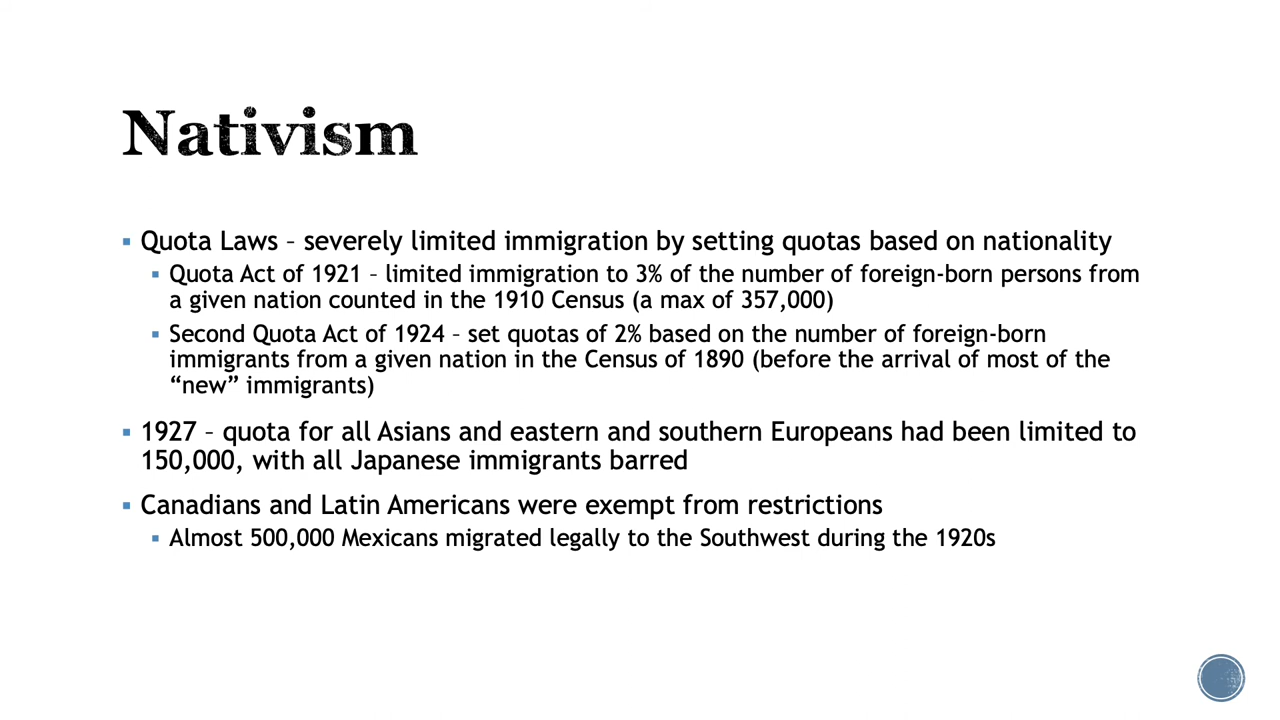 Nativism
▪ Quota Laws – severely limited immigration by setting quotas based on nationality
▪ Quota Act of 1921 – limited immigration to 3% of the number of foreign-born persons from
a given nation counted in the 1910 Census (a max of 357,000)
▪ Second Quota Act of 1924 – set quotas of 2% based on the number of foreign-born
immigrants from a given nation in the Census of 1890 (before the arrival of most of the
“new” immigrants)
▪ 1927 – quota for all Asians and eastern and southern Europeans had been limited to
150,000, with all Japanese immigrants barred
▪ Canadians and Latin Americans were exempt from restrictions
▪ Almost 500,000 Mexicans migrated legally to the Southwest during the 1920s